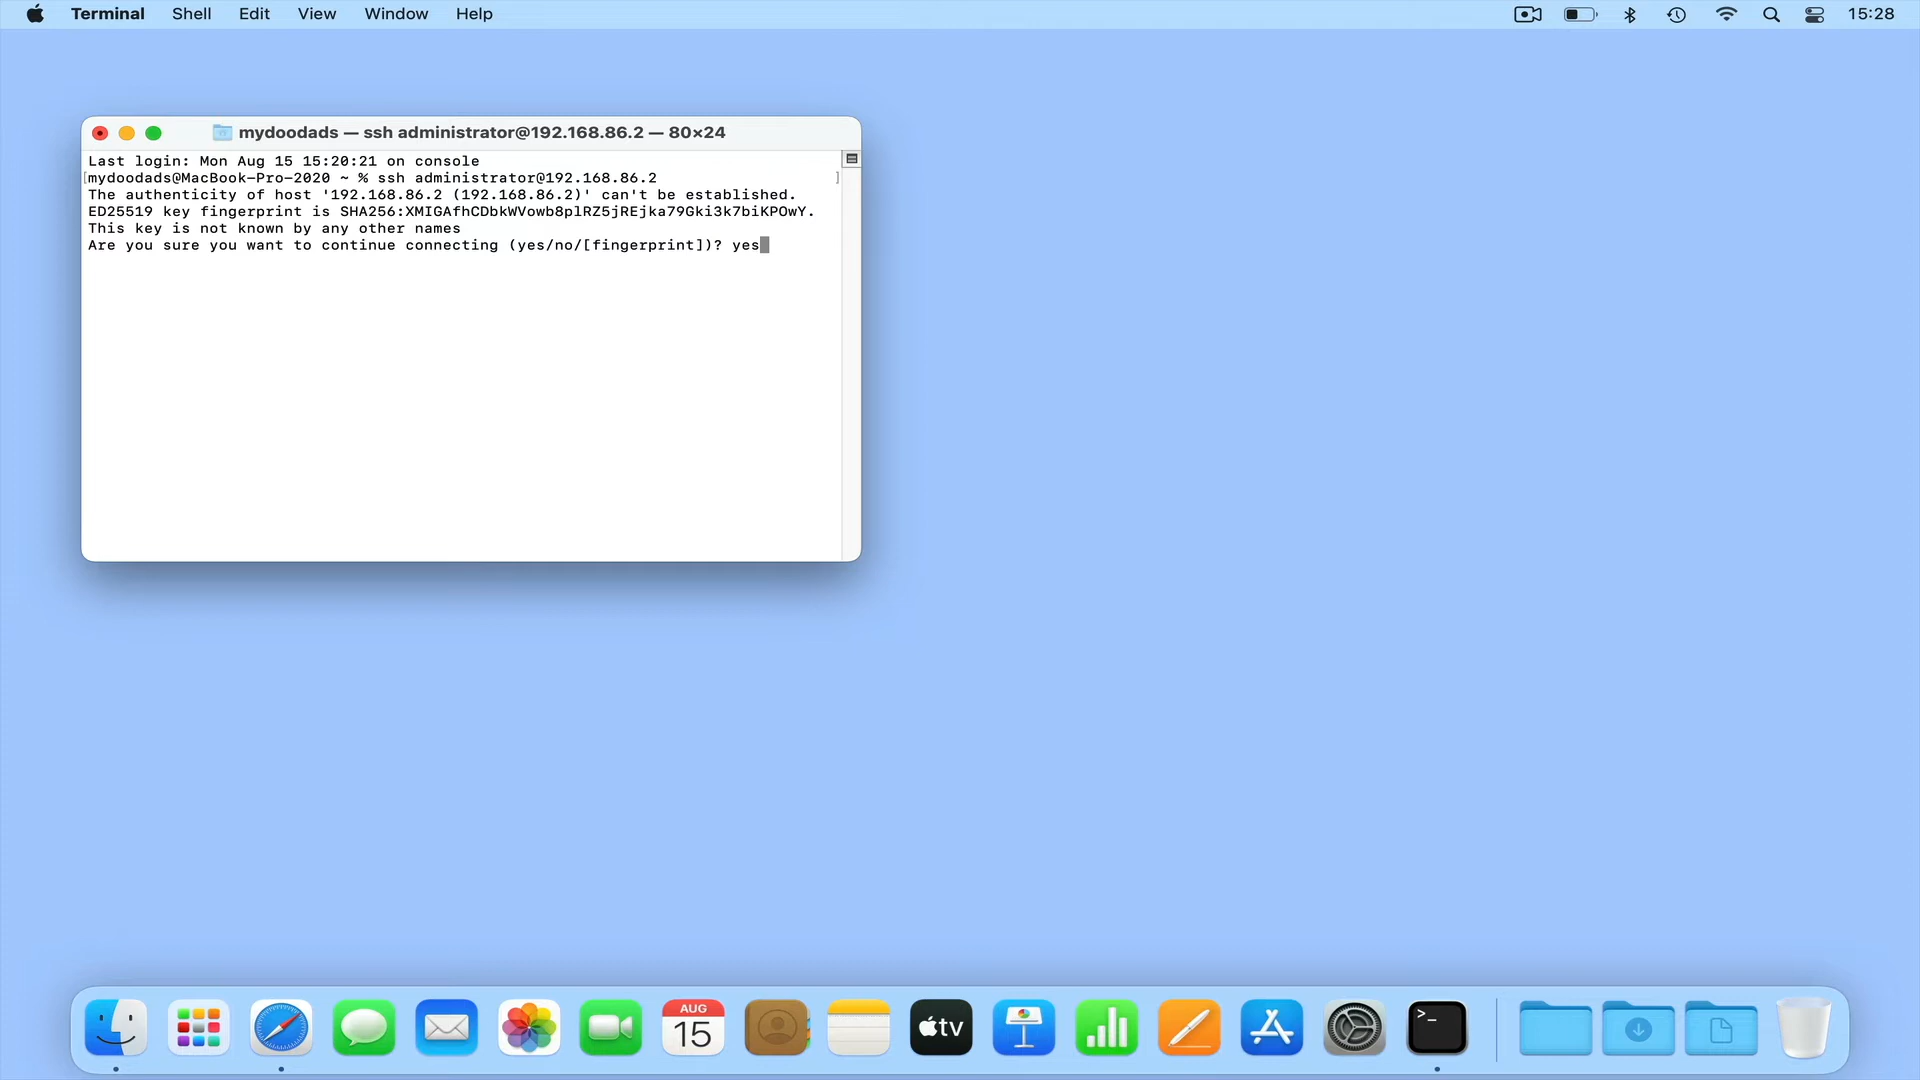 Terminal Shell Edit View Window Help 15:28
mydoodads — ssh administrator@192.168.86.2 — 80×24
Last login: Mon Aug 15 15:20:21 on console
[mydoodads@MacBook-Pro-2020 ~ % ssh administrator@192.168.86.2 ]
The authenticity of host '192.168.86.2 (192.168.86.2)' can't be established.
ED25519 key fingerprint is SHA256:XMIGAfhCDbkWVowb8plRZ5jREjka79Gki3k7biKPOwY.
This key is not known by any other names
Are you sure you want to continue connecting (yes/no/[fingerprint])? yes
AUG
15
tv
>_